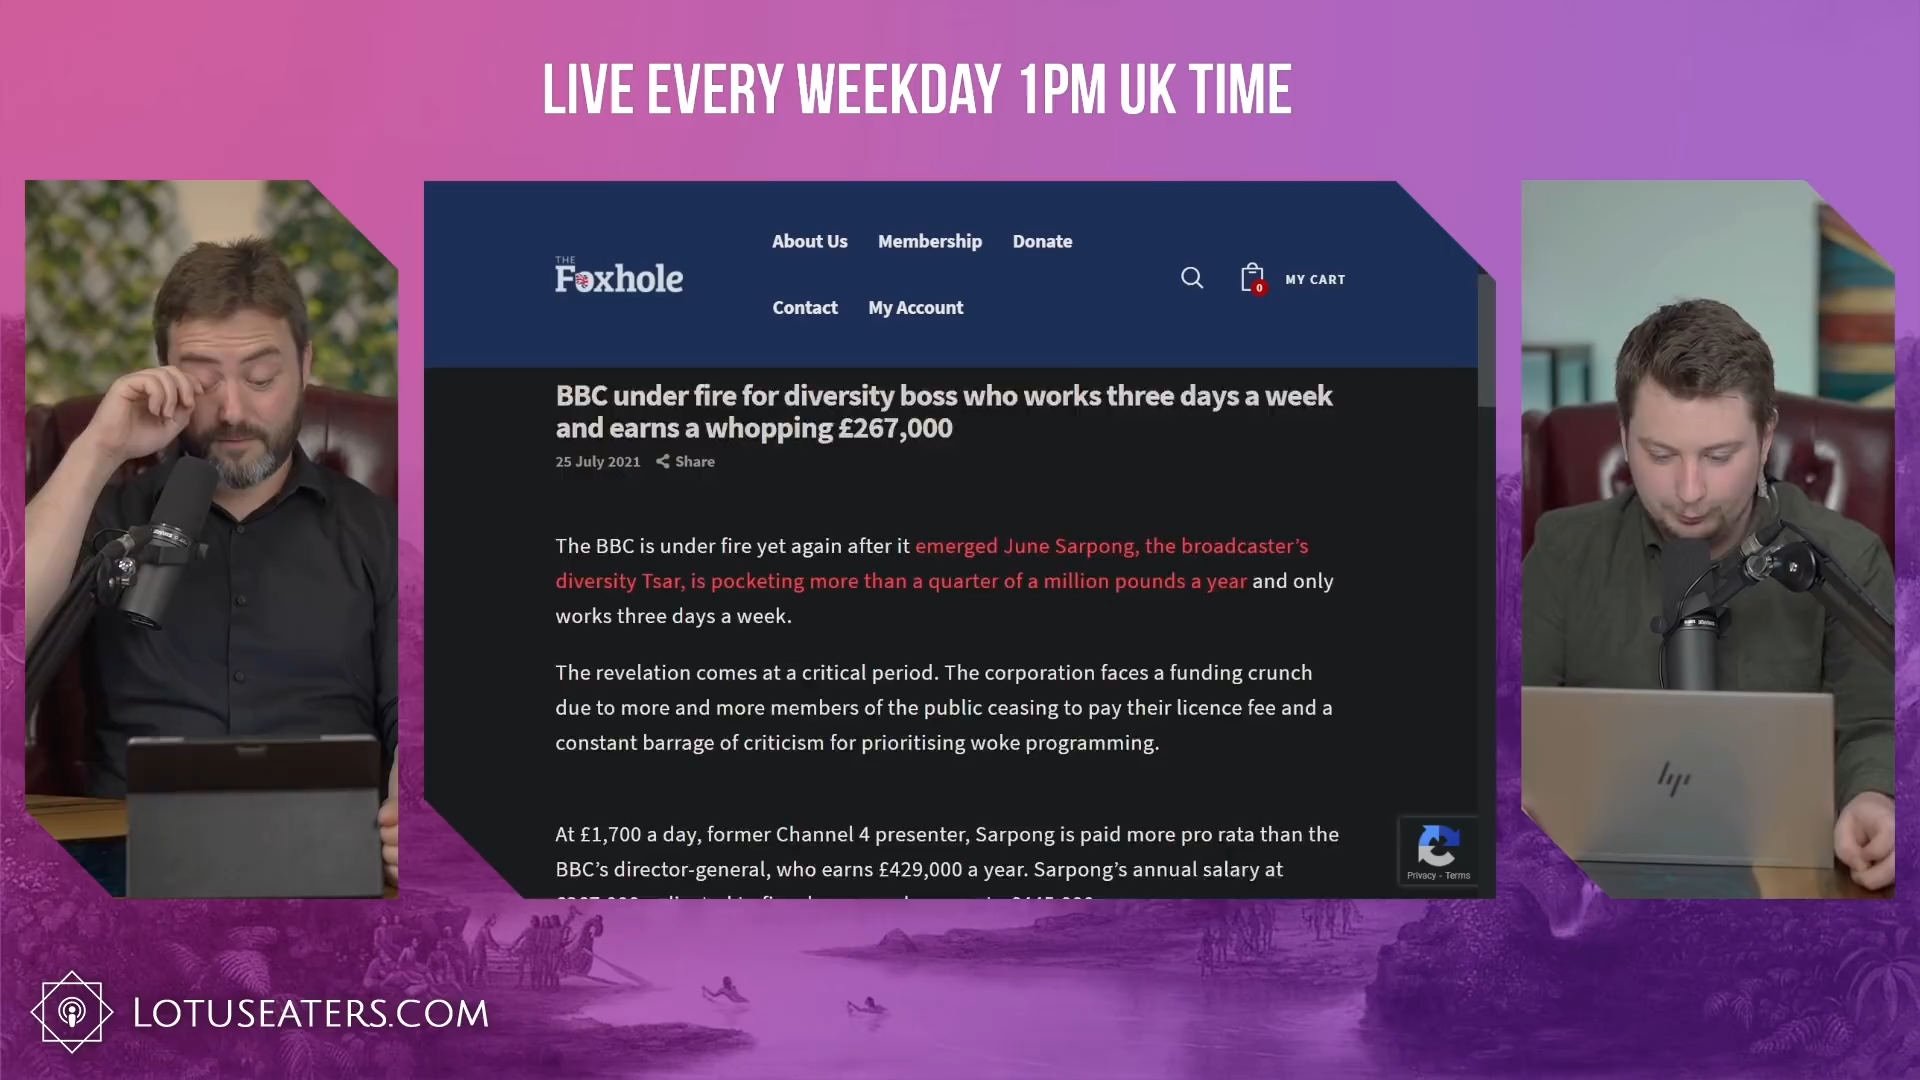 LIVE EVERY WEEKDAY 1PM UK TIME
About Us Membership Donate
THE
Foxhole
0
MY CART
Contact My Account
BBC under fire for diversity boss who works three days a week
and earns a whopping £267,000
25 July 2021 Share
The BBC is under fire yet again after it emerged June Sarpong, the broadcaster's
diversity Tsar, is pocketing more than a quarter of a million pounds a year and only
works three days a week.
The revelation comes at a critical period. The corporation faces a funding crunch
due to more and more members of the public ceasing to pay their licence fee and a
constant barrage of criticism for prioritising woke programming.
At £1,700 a day, former Channel 4 presenter, Sarpong is paid more pro rata than the
BBC's director-general, who earns £429,000 a year. Sarpong's annual salary at
Privacy - Terms
hp
LOTUSEATERS.COM